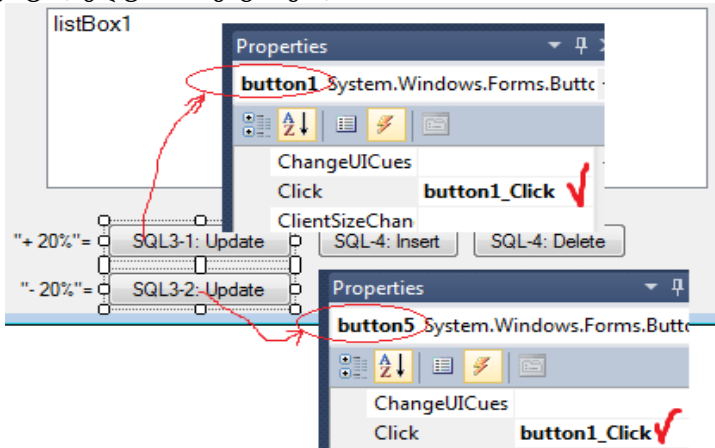 listBox1
Properties
button1 System.Windows.Forms.Buttc
ChangeUICues
Click button1_Click
ClientSizeChan
"+ 20%"= SQL3-1: Update SQL-4: Insert SQL-4: Delete
"- 20%"= SQL3-2: Update
Properties
button5 System.Windows.Forms.Butto
ChangeUICues
Click button1_Click